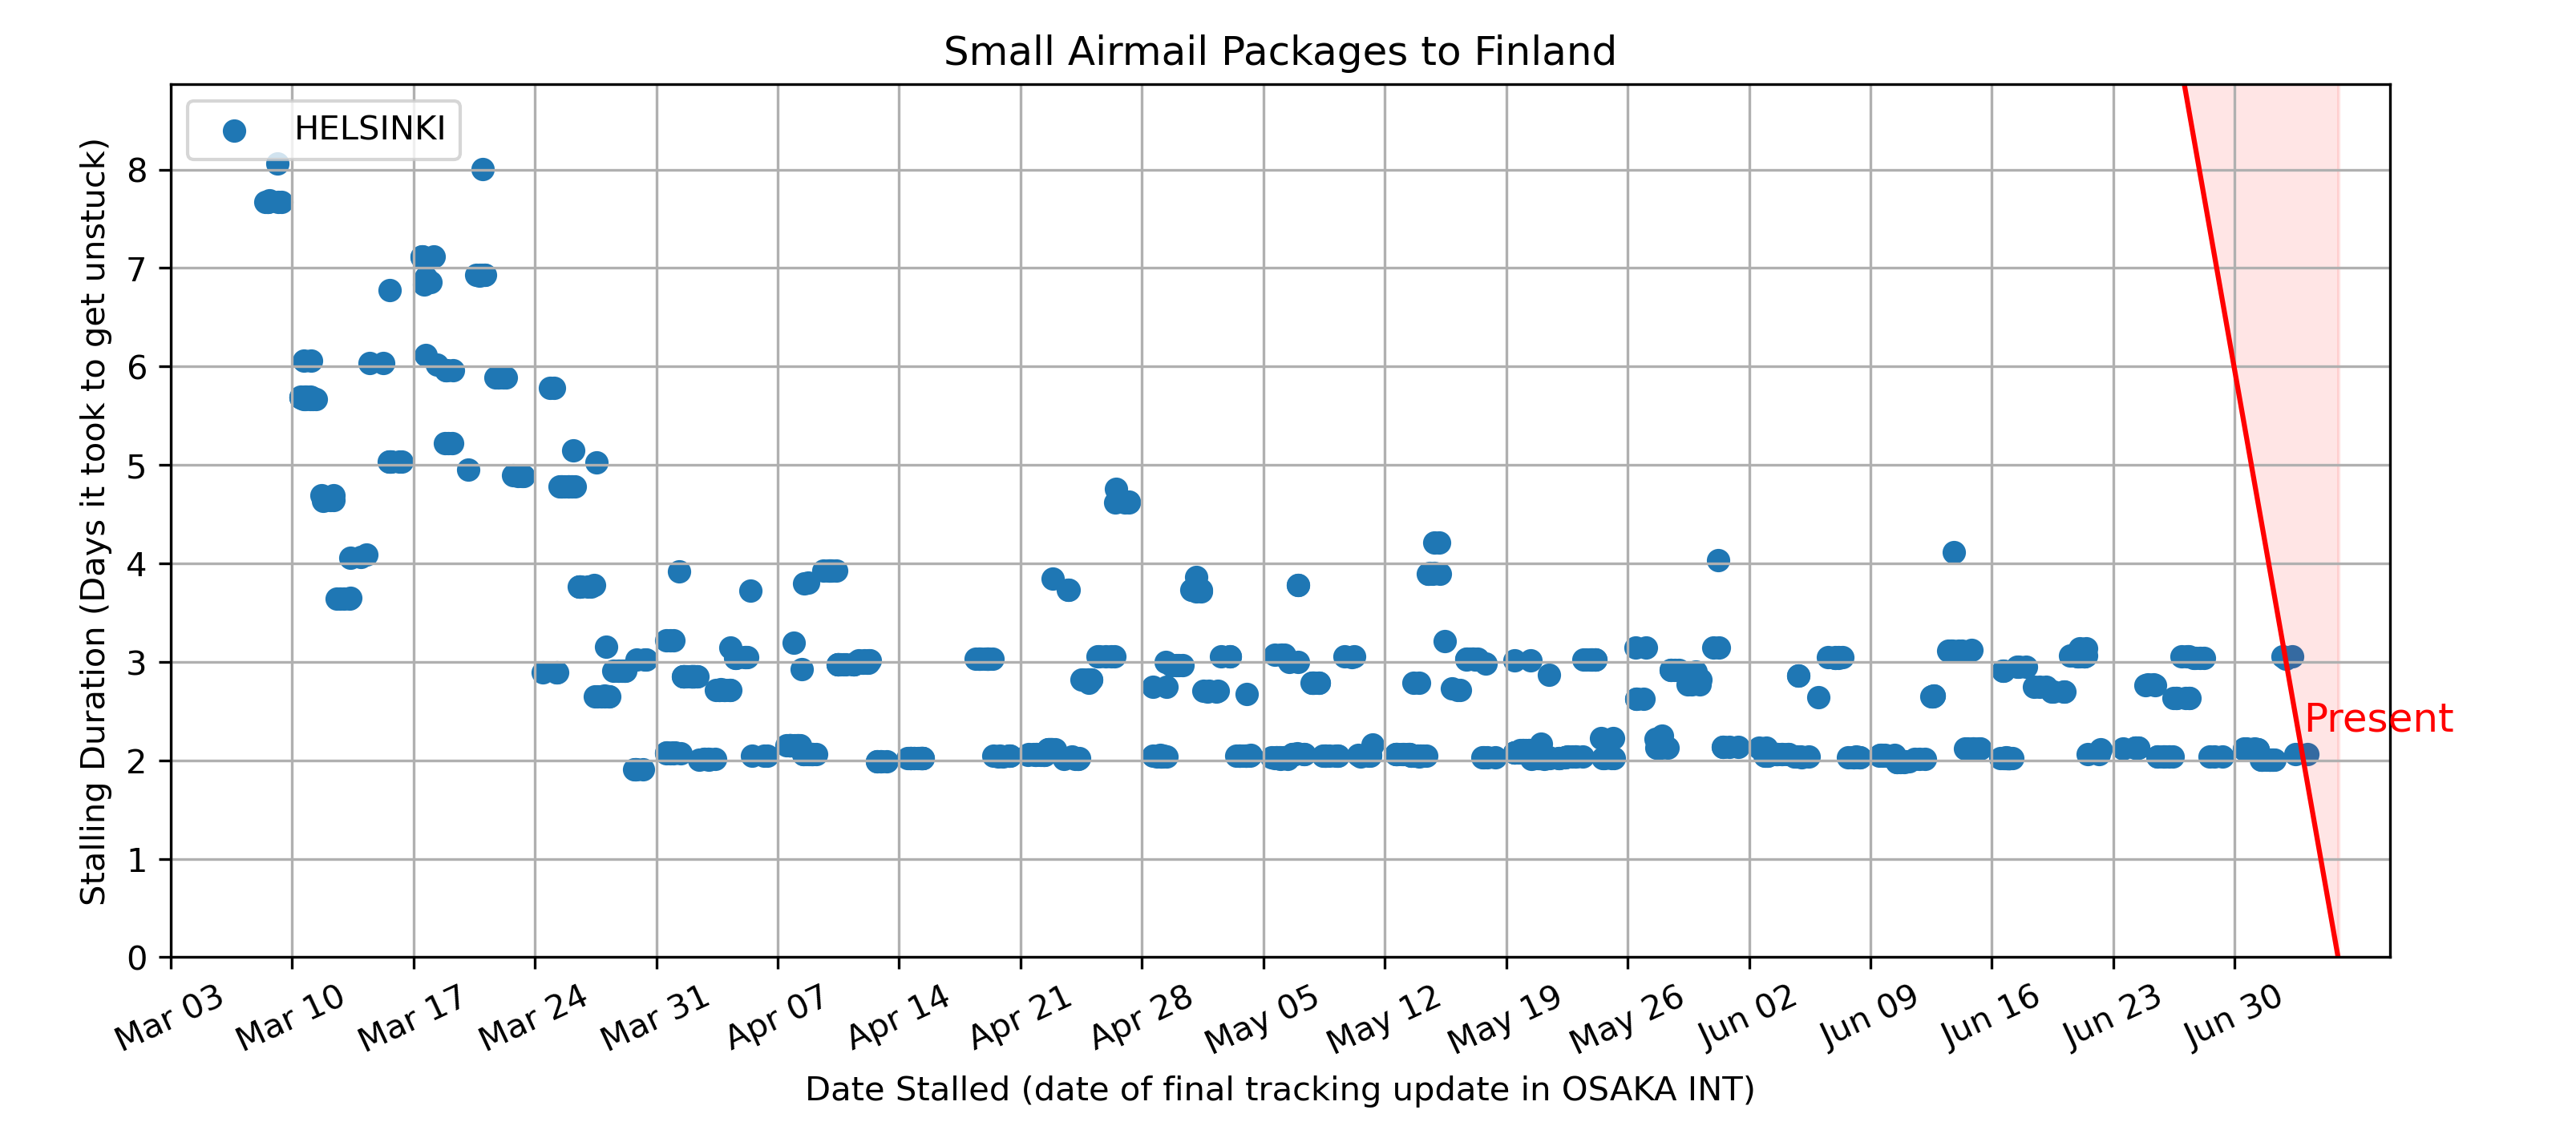 Small Airmail Packages to Finland
HELSINKI
Stalling Duration (Days it took to get unstuck)
8
7
6
5
4
3
2
1
0
Present
Mar 03
Mar 10
Mar 17
Mar 24
Mar 31
Apr 07
Apr 14
Apr 21
Apr 28
May 05
May 12
May 19
May 26
Jun 02
Jun 09
Jun 16
Jun 23
Jun 30
Date Stalled (date of final tracking update in OSAKA INT)